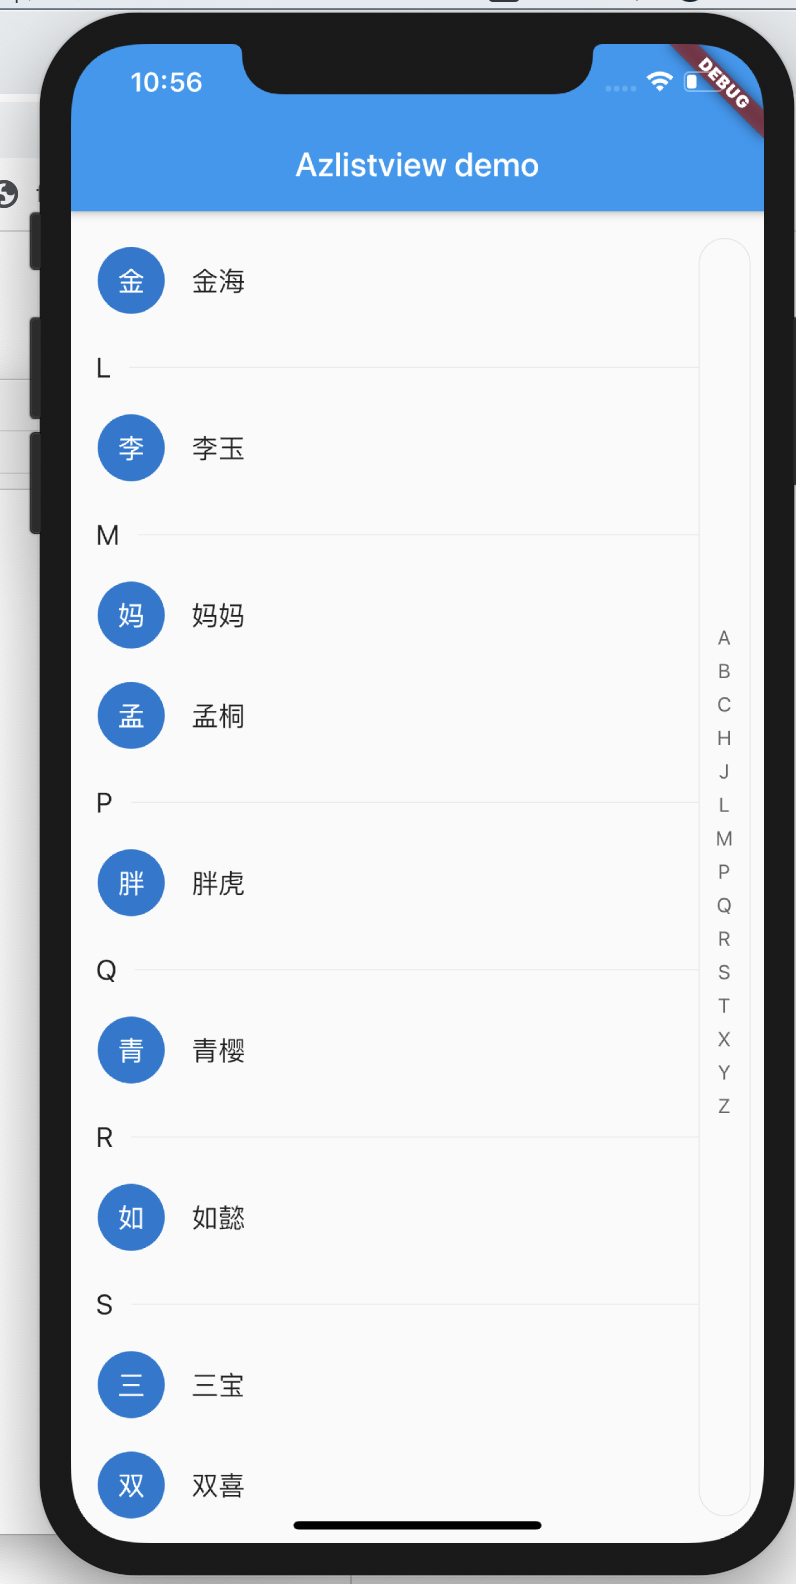 10:56
DEBUG
Azlistview demo
金 金海
L
李 李玉
M
妈 妈妈
孟 孟桐
P
胖 胖虎
Q
青 青樱
R
如 如懿
S
三 三宝
双 双喜
A
B
C
H
J
L
M
P
Q
R
S
T
X
Y
Z